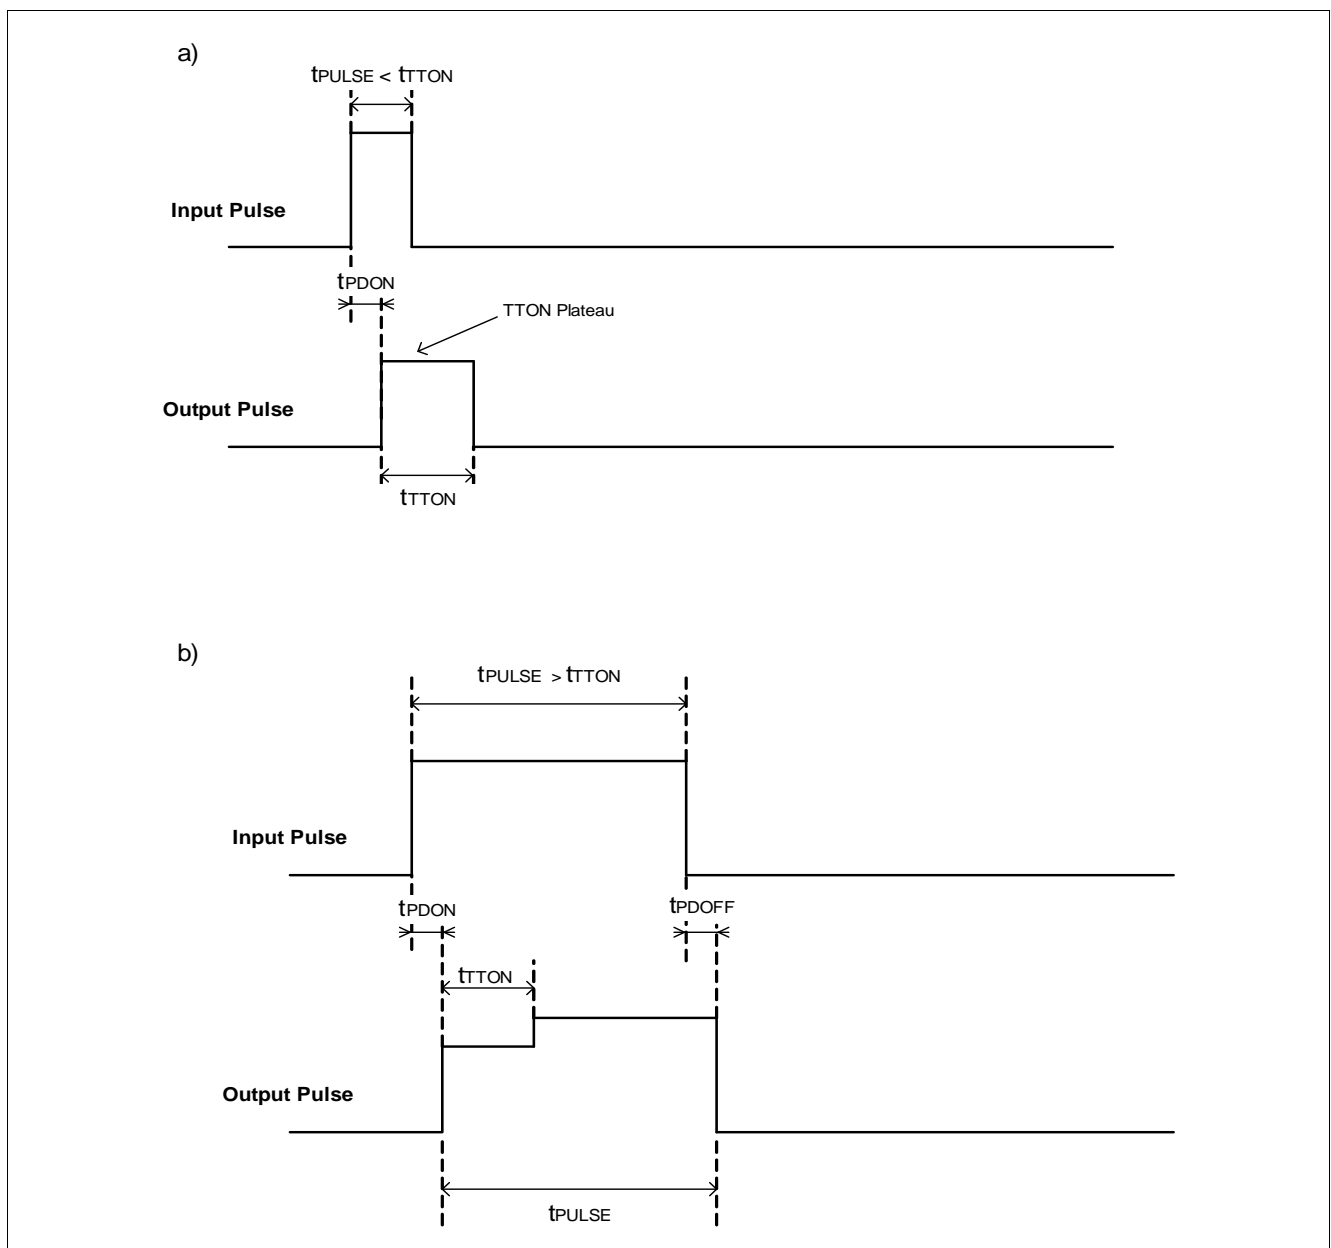 a)
tPULSE < tTTON
Input Pulse
tPDON
TTON Plateau
Output Pulse
tTTON
b)
tPULSE > tTTON
Input Pulse
tPDON
tPDOFF
tTTON
Output Pulse
tPULSE